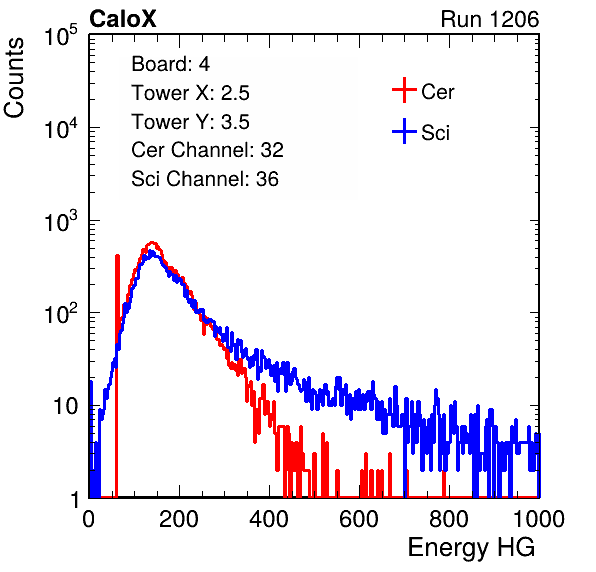 CaloX Run 1206
Counts
10^5
10^4
10^3
10^2
10
1
Board: 4
Tower X: 2.5
Tower Y: 3.5
Cer Channel: 32
Sci Channel: 36
Cer
Sci
0 200 400 600 800 1000
Energy HG